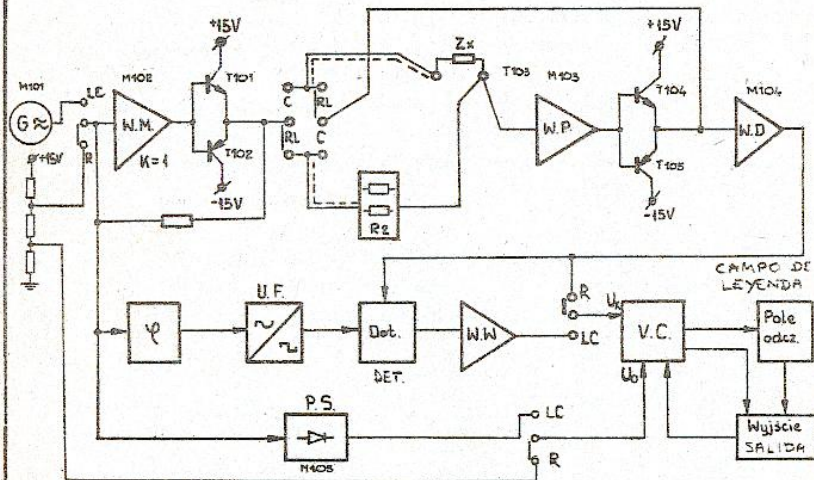 +15V
M101
LC
G≈
+15V
R
M102
W.M.
K=1
T101
T102
-15V
C
RL
RL
C
Zx
R2
T103
M103
W.P.
+15V
T104
T105
-15V
M104
W.D
CAMPO DE
LEYENDA
φ
U.F.
Det.
DET.
W.W
R
LC
Ux
V.C.
U0
Pole
odcz.
Wyjście
SALIDA
P.S.
M105
LC
R